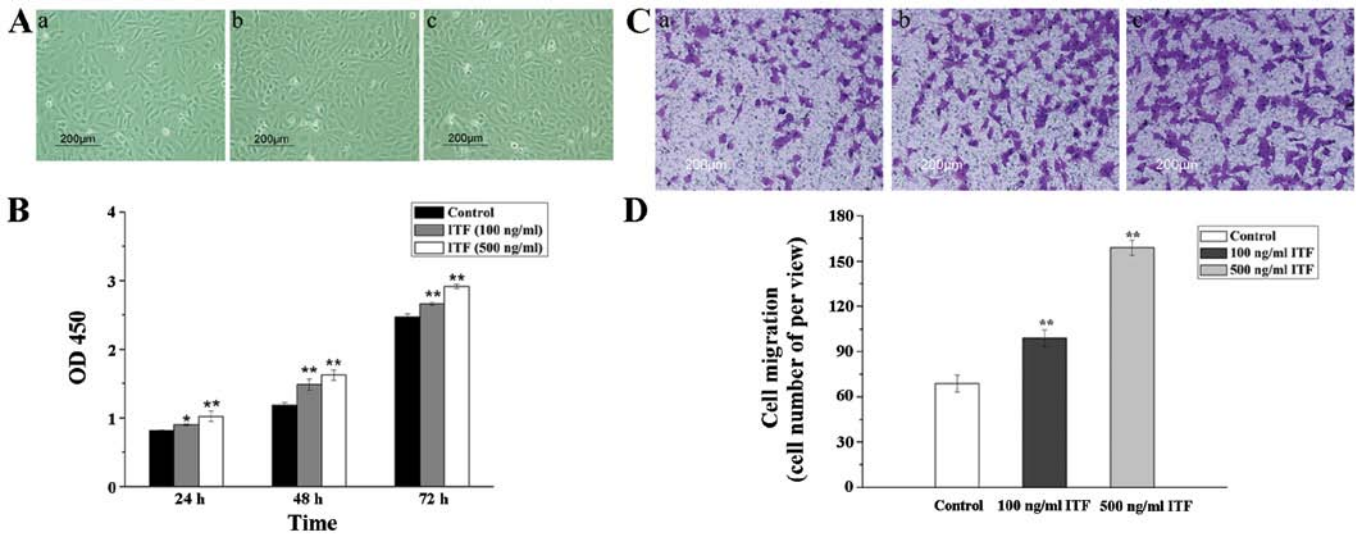 A
a
b
c
200μm
200μm
200μm
B
OD 450
4
3
2
1
0
Control
ITF (100 ng/ml)
ITF (500 ng/ml)
*
**
**
**
**
**
24 h
48 h
72 h
Time
C
a
b
c
200μm
200μm
200μm
D
Cell migration
(cell number of per view)
180
150
120
90
60
30
0
Control
100 ng/ml ITF
500 ng/ml ITF
**
**
Control
100 ng/ml ITF
500 ng/ml ITF